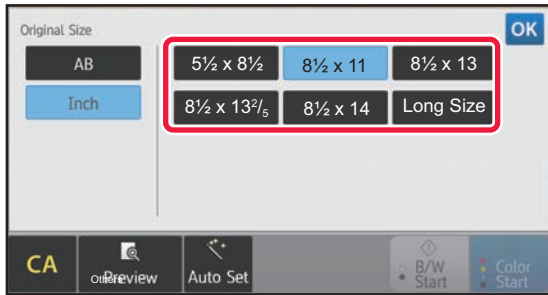 Original Size
OK
AB
5½ x 8½
8½ x 11
8½ x 13
Inch
8½ x 13²/₅
8½ x 14
Long Size
CA
Preview
Auto Set
B/W
Start
Color
Start